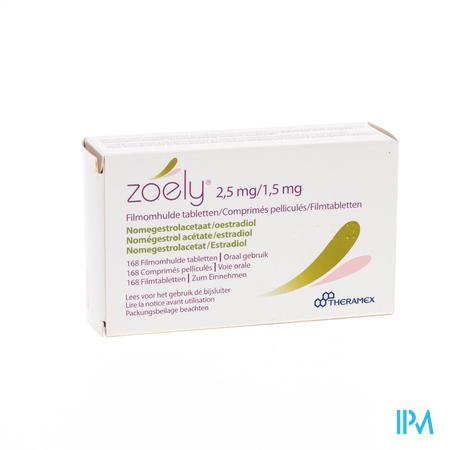 zoely® 2,5 mg/1,5 mg
Filmomhulde tabletten/Comprimés pelliculés/Filmtabletten
Nomegestrolacetaat/oestradiol
Nomégestrol acétate/estradiol
Nomegestrolacetat/Estradiol
168 Filmomhulde tabletten | Oraal gebruik
168 Comprimés pelliculés | Voie orale
168 Filmtabletten | Zum Einnehmen
Lees voor het gebruik de bijsluiter
Lire la notice avant utilisation
Packungsbeilage beachten
THERAMEX
IPM